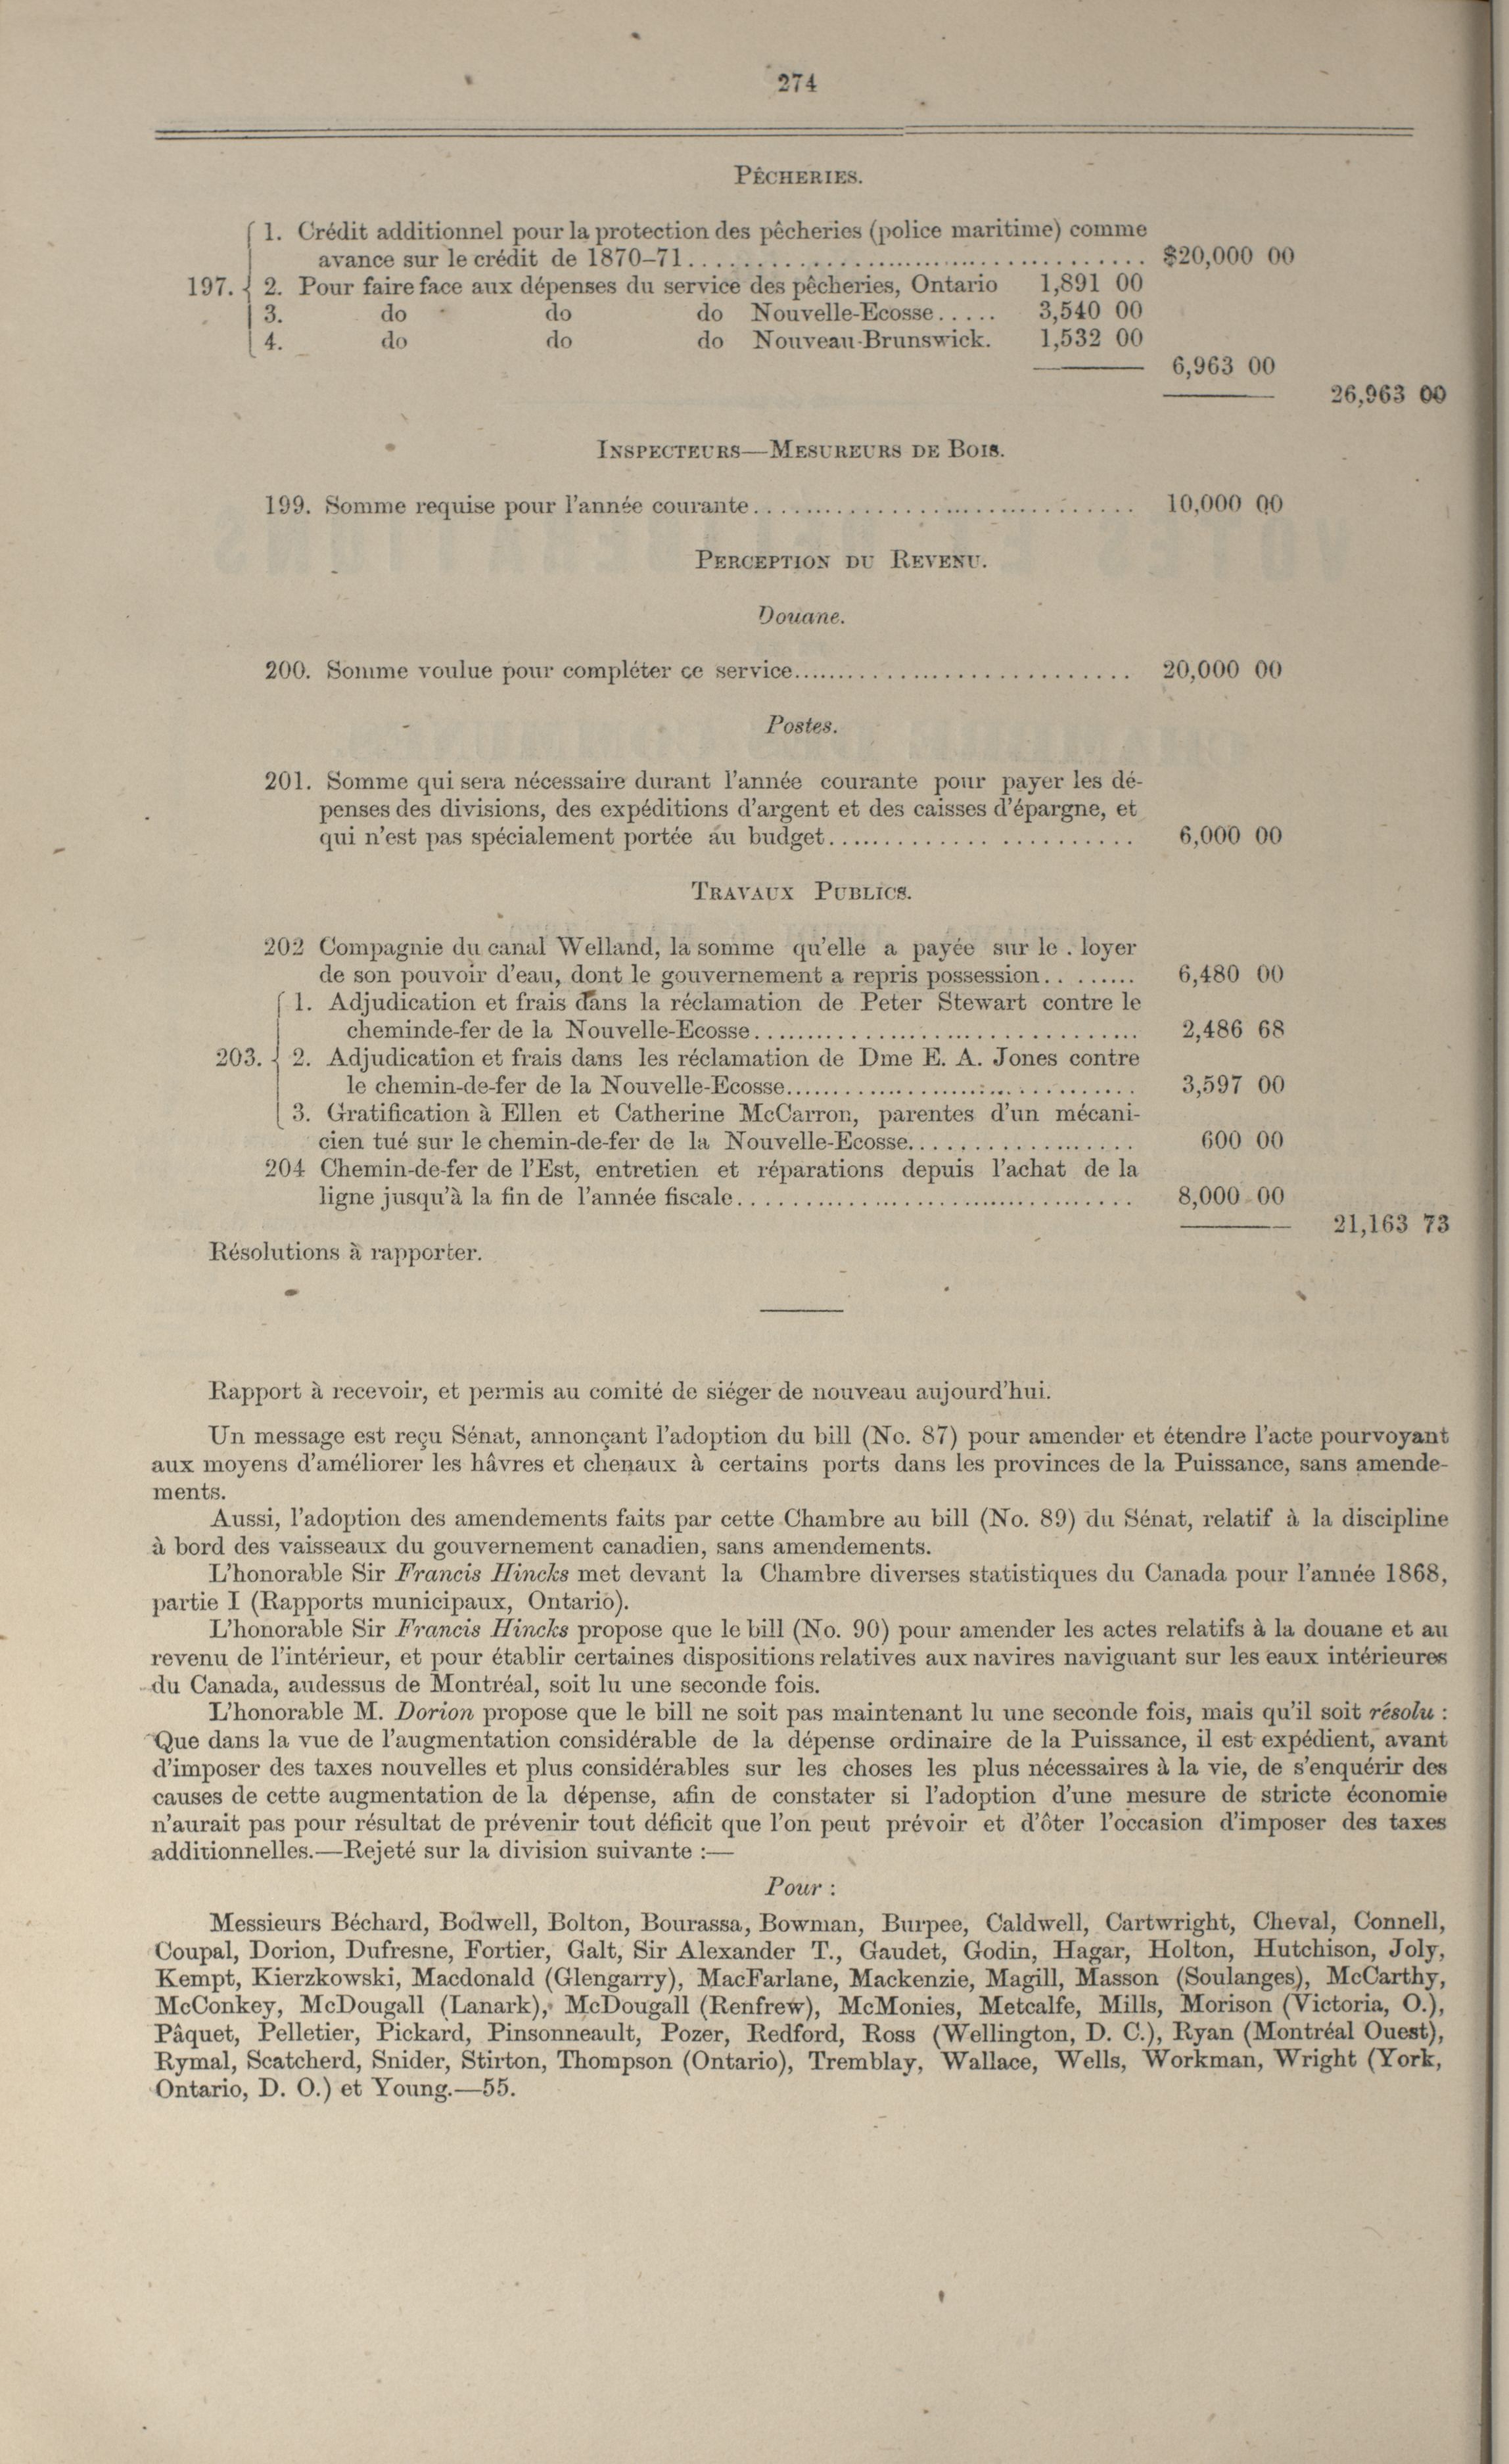 274
PÊCHERIES.
1. Crédit additionnel pour la protection des pêcheries (police maritime) comme
avance sur le crédit de 1870–71........................................ $20,000 00
197. 2. Pour faire face aux dépenses du service des pêcheries, Ontario 1,891 00
3. do do do Nouvelle-Ecosse..... 3,540 00
4. do do do Nouveau-Brunswick. 1,532 00
6,963 00
26,963 00
INSPECTEURS—MESUREURS DE BOIS.
199. Somme requise pour l'année courante.............................. 10,000 00
PERCEPTION DU REVENU.
Douane.
200. Somme voulue pour compléter ce service............................ 20,000 00
Postes.
201. Somme qui sera nécessaire durant l'année courante pour payer les dé-
penses des divisions, des expéditions d'argent et des caisses d'épargne, et
qui n'est pas spécialement portée au budget........................ 6,000 00
TRAVAUX PUBLICS.
202 Compagnie du canal Welland, la somme qu'elle a payée sur le . loyer
de son pouvoir d'eau, dont le gouvernement a repris possession......... 6,480 00
1. Adjudication et frais dans la réclamation de Peter Stewart contre le
cheminde-fer de la Nouvelle-Ecosse................................ 2,486 68
203. 2. Adjudication et frais dans les réclamation de Dme E. A. Jones contre
le chemin-de-fer de la Nouvelle-Ecosse............................. 3,597 00
3. Gratification à Ellen et Catherine McCarron, parentes d'un mécani-
cien tué sur le chemin-de-fer de la Nouvelle-Ecosse................... 600 00
204 Chemin-de-fer de l'Est, entretien et réparations depuis l'achat de la
ligne jusqu'à la fin de l'année fiscale................................ 8,000 00
21,163 73
Résolutions à rapporter.
Rapport à recevoir, et permis au comité de siéger de nouveau aujourd'hui.
Un message est reçu Sénat, annonçant l'adoption du bill (No. 87) pour amender et étendre l'acte pourvoyant
aux moyens d'améliorer les hâvres et chenaux à certains ports dans les provinces de la Puissance, sans amende-
ments.
Aussi, l'adoption des amendements faits par cette Chambre au bill (No. 89) du Sénat, relatif à la discipline
à bord des vaisseaux du gouvernement canadien, sans amendements.
L'honorable Sir Francis Hincks met devant la Chambre diverses statistiques du Canada pour l'année 1868,
partie I (Rapports municipaux, Ontario).
L'honorable Sir Francis Hincks propose que le bill (No. 90) pour amender les actes relatifs à la douane et au
revenu de l'intérieur, et pour établir certaines dispositions relatives aux navires naviguant sur les eaux intérieures
du Canada, audessus de Montréal, soit lu une seconde fois.
L'honorable M. Dorion propose que le bill ne soit pas maintenant lu une seconde fois, mais qu'il soit résolu :
Que dans la vue de l'augmentation considérable de la dépense ordinaire de la Puissance, il est expédient, avant
d'imposer des taxes nouvelles et plus considérables sur les choses les plus nécessaires à la vie, de s'enquérir des
causes de cette augmentation de la dépense, afin de constater si l'adoption d'une mesure de stricte économie
n'aurait pas pour résultat de prévenir tout déficit que l'on peut prévoir et d'ôter l'occasion d'imposer des taxes
additionnelles.—Rejeté sur la division suivante :—
Pour :
Messieurs Béchard, Bodwell, Bolton, Bourassa, Bowman, Burpee, Caldwell, Cartwright, Cheval, Connell,
Coupal, Dorion, Dufresne, Fortier, Galt, Sir Alexander T., Gaudet, Godin, Hagar, Holton, Hutchison, Joly,
Kempt, Kierzkowski, Macdonald (Glengarry), MacFarlane, Mackenzie, Magill, Masson (Soulanges), McCarthy,
McConkey, McDougall (Lanark), McDougall (Renfrew), McMonies, Metcalfe, Mills, Morison (Victoria, O.),
Pâquet, Pelletier, Pickard, Pinsonneault, Pozer, Redford, Ross (Wellington, D. C.), Ryan (Montréal Ouest),
Rymal, Scatcherd, Snider, Stirton, Thompson (Ontario), Tremblay, Wallace, Wells, Workman, Wright (York,
Ontario, D. O.) et Young.—55.